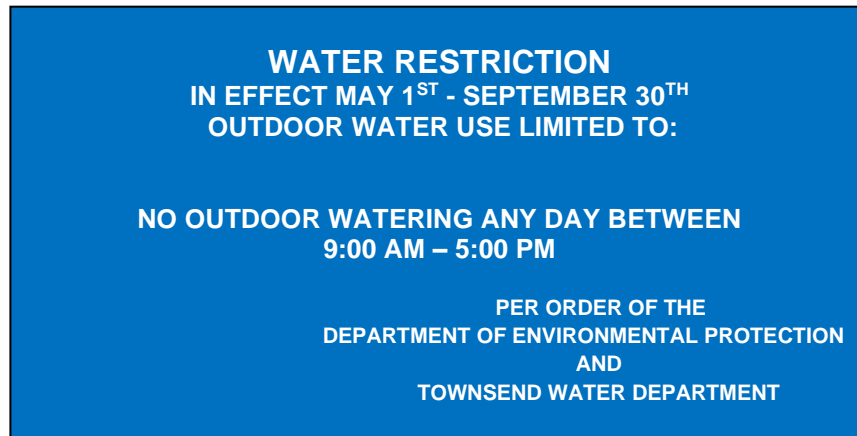 WATER RESTRICTION
IN EFFECT MAY 1ST - SEPTEMBER 30TH
OUTDOOR WATER USE LIMITED TO:
NO OUTDOOR WATERING ANY DAY BETWEEN
9:00 AM – 5:00 PM
PER ORDER OF THE
DEPARTMENT OF ENVIRONMENTAL PROTECTION
AND
TOWNSEND WATER DEPARTMENT